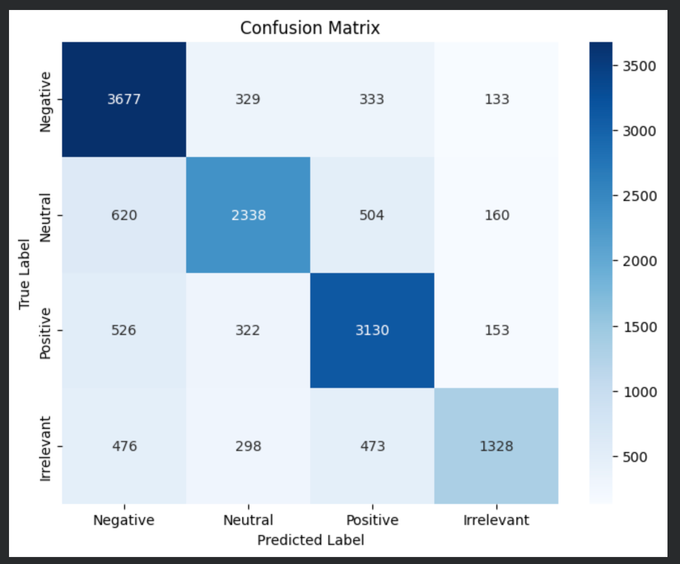 Confusion Matrix
Negative 3677 329 333 133
Neutral 620 2338 504 160
Positive 526 322 3130 153
Irrelevant 476 298 473 1328
Negative Neutral Positive Irrelevant
Predicted Label
True Label
3500
3000
2500
2000
1500
1000
500